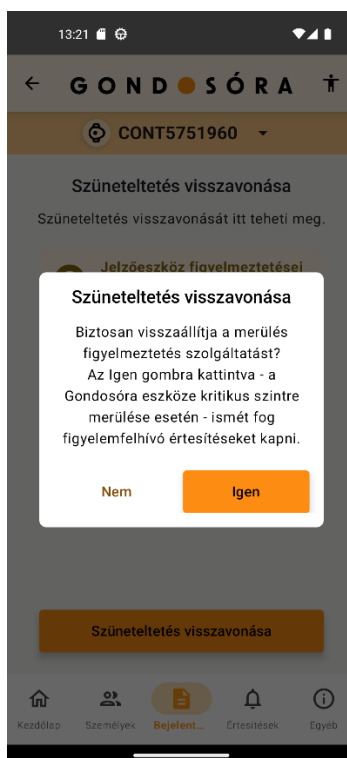 13:21
GONDOSÓRA
CONT5751960
Szüneteltetés visszavonása
Szüneteltetés visszavonását itt teheti meg.
Jelzőeszköz figyelmeztetései
Szüneteltetés visszavonása
Biztosan visszaállítja a merülés
figyelmeztetés szolgáltatást?
Az Igen gombra kattintva - a
Gondosóra eszköze kritikus szintre
merülése esetén - ismét fog
figyelemfelhívó értesítéseket kapni.
Nem
Igen
Szüneteltetés visszavonása
Kezdőlap
Személyek
Bejelent...
Értesítések
Egyéb